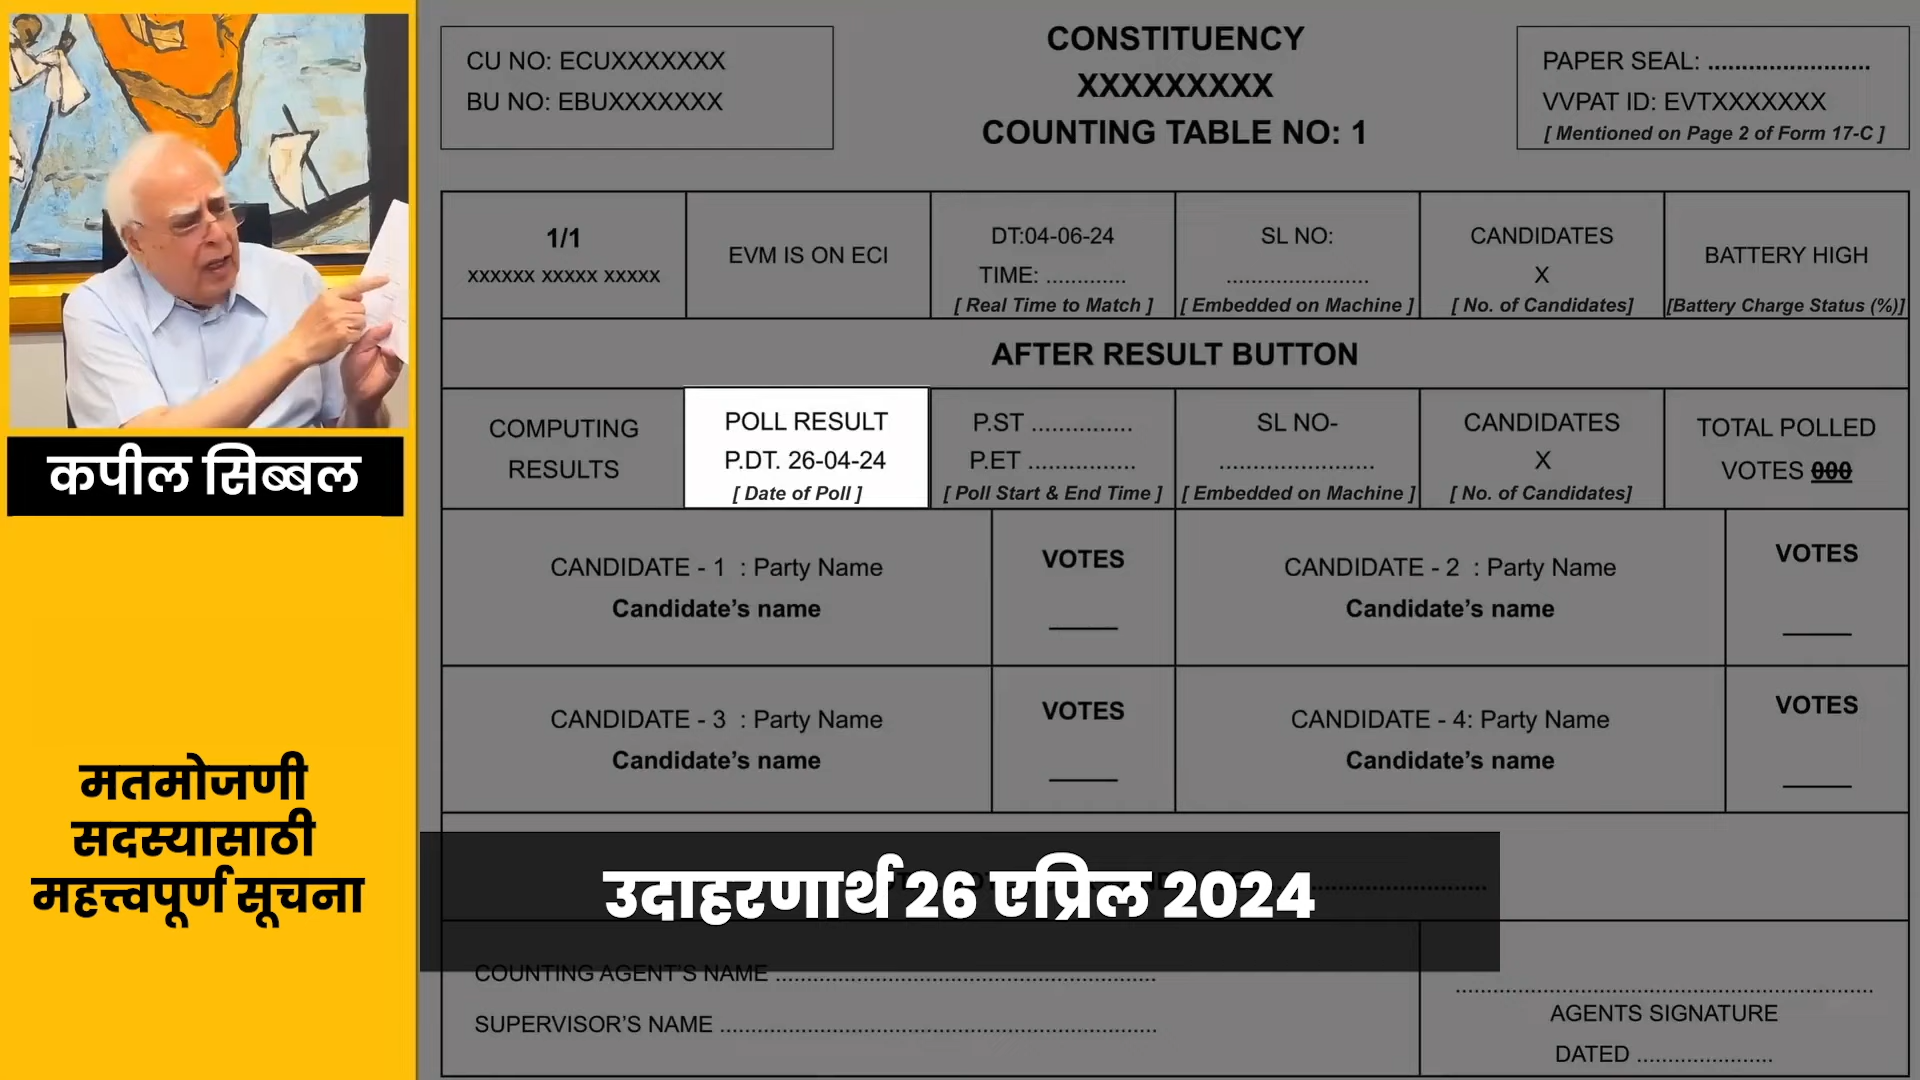 CU NO: ECUXXXXXXX
BU NO: EBUXXXXXXX
CONSTITUENCY
XXXXXXXXX
COUNTING TABLE NO: 1
PAPER SEAL: ........................
VVPAT ID: EVTXXXXXXX
[ Mentioned on Page 2 of Form 17-C ]
1/1
xxxxxx xxxxx xxxxx
EVM IS ON ECI
DT:04-06-24
TIME: ............
[ Real Time to Match ]
SL NO:
.....................
[ Embedded on Machine ]
CANDIDATES
X
[ No. of Candidates]
BATTERY HIGH
[Battery Charge Status (%)]
AFTER RESULT BUTTON
COMPUTING
RESULTS
POLL RESULT
P.DT. 26-04-24
[ Date of Poll ]
P.ST ...............
P.ET ................
[ Poll Start & End Time ]
SL NO-
.......................
[ Embedded on Machine ]
CANDIDATES
X
[ No. of Candidates]
TOTAL POLLED
VOTES 000
CANDIDATE - 1 : Party Name
Candidate’s name
VOTES
CANDIDATE - 2 : Party Name
Candidate’s name
VOTES
CANDIDATE - 3 : Party Name
Candidate’s name
VOTES
CANDIDATE - 4: Party Name
Candidate’s name
VOTES
COUNTING AGENT’S NAME ........................................................
SUPERVISOR’S NAME ................................................................
..............................................................
AGENTS SIGNATURE
DATED ....................
कपील सिब्बल
मतमोजणी
सदस्यासाठी
महत्त्वपूर्ण सूचना
उदाहरणार्थ 26 एप्रिल 2024